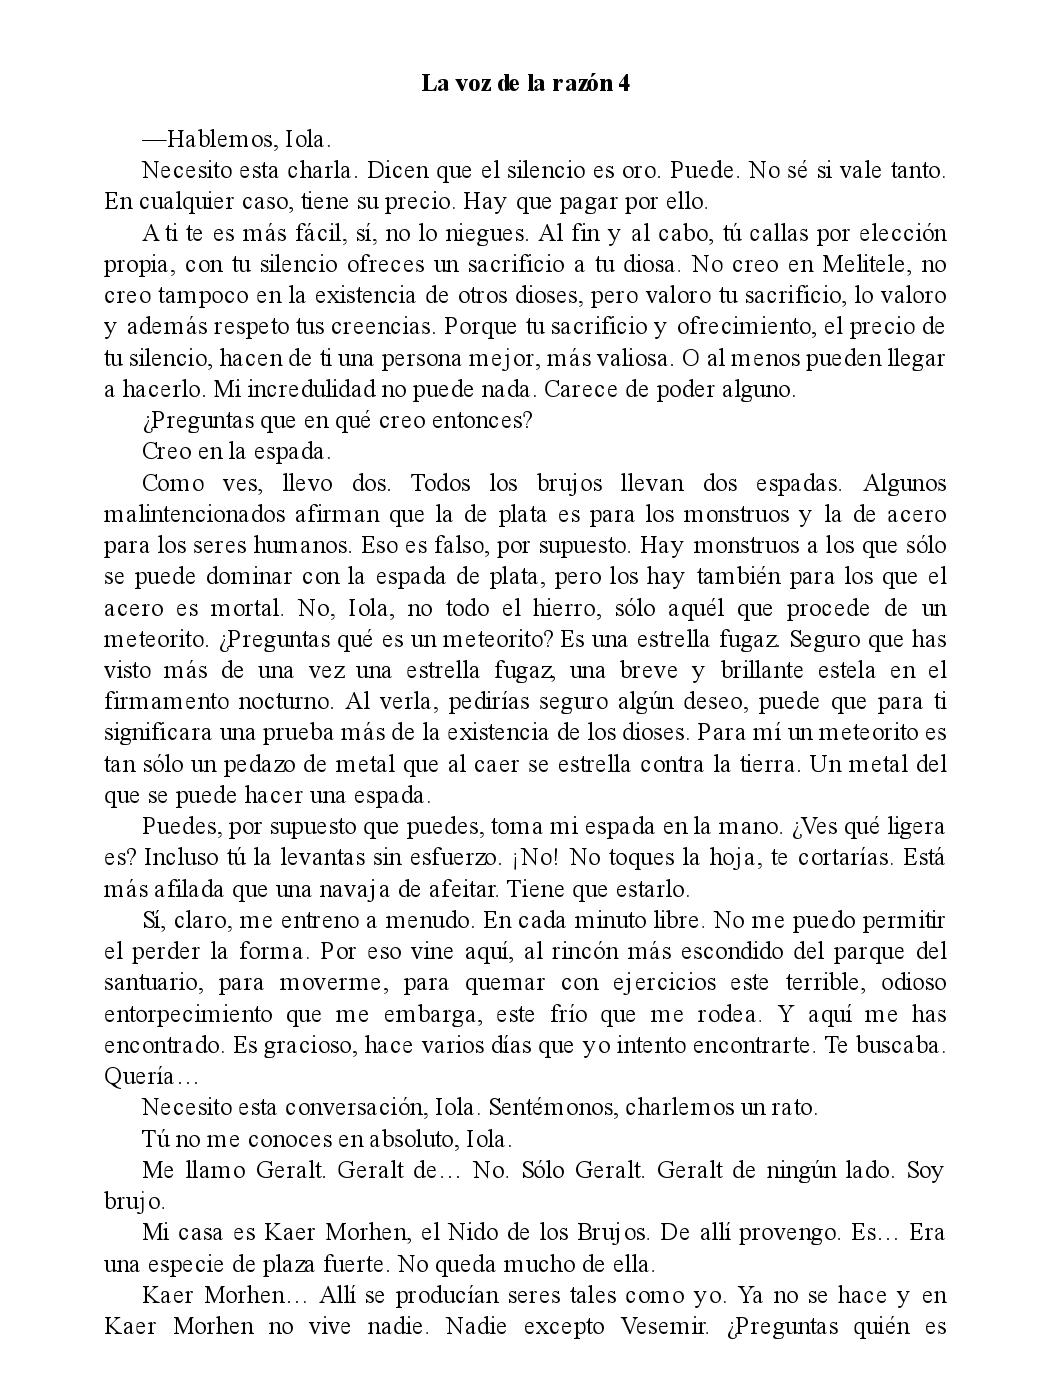 La voz de la razón 4
—Hablemos, Iola.
Necesito esta charla. Dicen que el silencio es oro. Puede. No sé si vale tanto.
En cualquier caso, tiene su precio. Hay que pagar por ello.
A ti te es más fácil, sí, no lo niegues. Al fin y al cabo, tú callas por elección
propia, con tu silencio ofreces un sacrificio a tu diosa. No creo en Melitele, no
creo tampoco en la existencia de otros dioses, pero valoro tu sacrificio, lo valoro
y además respeto tus creencias. Porque tu sacrificio y ofrecimiento, el precio de
tu silencio, hacen de ti una persona mejor, más valiosa. O al menos pueden llegar
a hacerlo. Mi incredulidad no puede nada. Carece de poder alguno.
¿Preguntas que en qué creo entonces?
Creo en la espada.
Como ves, llevo dos. Todos los brujos llevan dos espadas. Algunos
malintencionados afirman que la de plata es para los monstruos y la de acero
para los seres humanos. Eso es falso, por supuesto. Hay monstruos a los que sólo
se puede dominar con la espada de plata, pero los hay también para los que el
acero es mortal. No, Iola, no todo el hierro, sólo aquél que procede de un
meteorito. ¿Preguntas qué es un meteorito? Es una estrella fugaz. Seguro que has
visto más de una vez una estrella fugaz, una breve y brillante estela en el
firmamento nocturno. Al verla, pedirías seguro algún deseo, puede que para ti
significara una prueba más de la existencia de los dioses. Para mí un meteorito es
tan sólo un pedazo de metal que al caer se estrella contra la tierra. Un metal del
que se puede hacer una espada.
Puedes, por supuesto que puedes, toma mi espada en la mano. ¿Ves qué ligera
es? Incluso tú la levantas sin esfuerzo. ¡No! No toques la hoja, te cortarías. Está
más afilada que una navaja de afeitar. Tiene que estarlo.
Sí, claro, me entreno a menudo. En cada minuto libre. No me puedo permitir
el perder la forma. Por eso vine aquí, al rincón más escondido del parque del
santuario, para moverme, para quemar con ejercicios este terrible, odioso
entorpecimiento que me embarga, este frío que me rodea. Y aquí me has
encontrado. Es gracioso, hace varios días que yo intento encontrarte. Te buscaba.
Quería…
Necesito esta conversación, Iola. Sentémonos, charlemos un rato.
Tú no me conoces en absoluto, Iola.
Me llamo Geralt. Geralt de… No. Sólo Geralt. Geralt de ningún lado. Soy
brujo.
Mi casa es Kaer Morhen, el Nido de los Brujos. De allí provengo. Es… Era
una especie de plaza fuerte. No queda mucho de ella.
Kaer Morhen… Allí se producían seres tales como yo. Ya no se hace y en
Kaer Morhen no vive nadie. Nadie excepto Vesemir. ¿Preguntas quién es